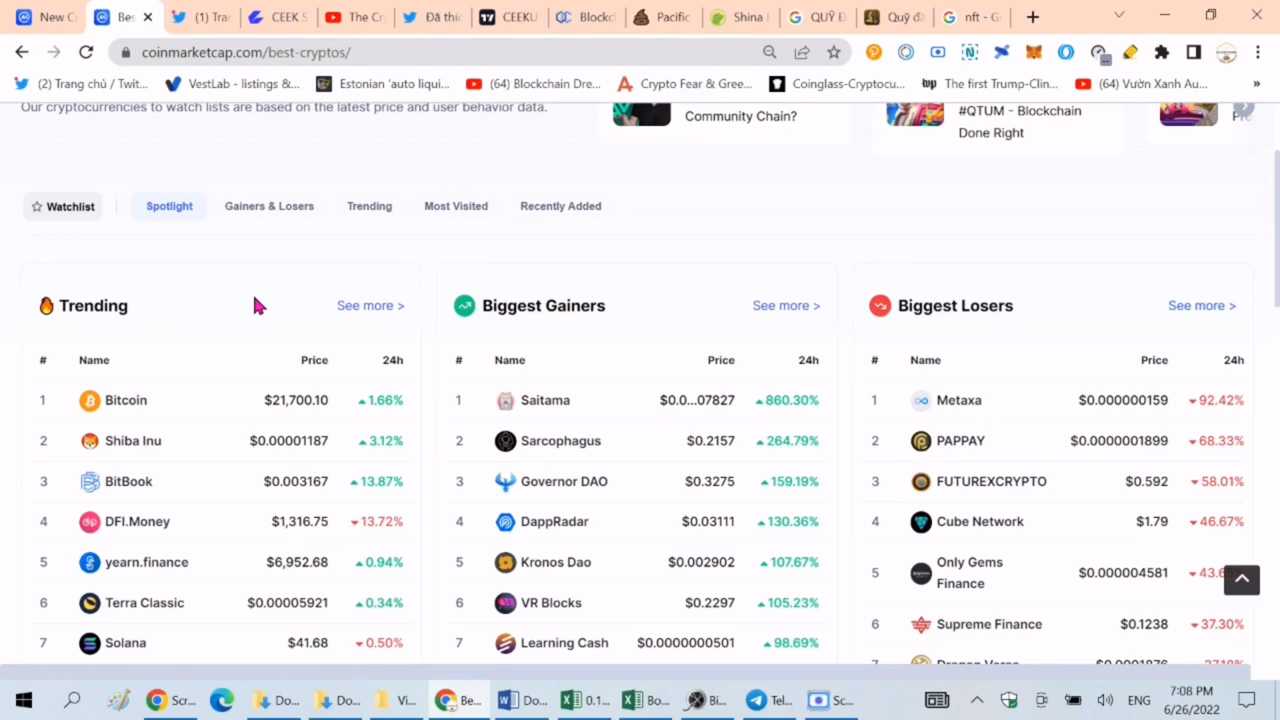 New C
Bes
(1) Trar
CEEK S
The Cr
Đã thíc
CEEKU
Blockcl
Pacific
Shina I
QUỸ Đ
Quỹ đ
nft - G
coinmarketcap.com/best-cryptos/
(2) Trang chủ / Twit...
VestLab - listings &...
Estonian 'auto liqui...
(64) Blockchain Dre...
Crypto Fear & Gree...
Coinglass-Cryptocu...
The first Trump-Clin...
(64) Vườn Xanh Au...
»
Our cryptocurrencies to watch lists are based on the latest price and user behavior data.
Community Chain?
#QTUM - Blockchain
Done Right
Watchlist
Spotlight
Gainers & Losers
Trending
Most Visited
Recently Added
Trending See more >
# Name Price 24h
1 Bitcoin $21,700.10 1.66%
2 Shiba Inu $0.00001187 3.12%
3 BitBook $0.003167 13.87%
4 DFI.Money $1,316.75 13.72%
5 yearn.finance $6,952.68 0.94%
6 Terra Classic $0.00005921 0.34%
7 Solana $41.68 0.50%
Biggest Gainers See more >
# Name Price 24h
1 Saitama $0.0...07827 860.30%
2 Sarcophagus $0.2157 264.79%
3 Governor DAO $0.3275 159.19%
4 DappRadar $0.03111 130.36%
5 Kronos Dao $0.002902 107.67%
6 VR Blocks $0.2297 105.23%
7 Learning Cash $0.0000000501 98.69%
Biggest Losers See more >
# Name Price 24h
1 Metaxa $0.000000159 92.42%
2 PAPPAY $0.0000001899 68.33%
3 FUTUREXCRYPTO $0.592 58.01%
4 Cube Network $1.79 46.67%
5 Only Gems
Finance $0.000004581
6 Supreme Finance $0.1238 37.30%
Scr...
Do...
Do...
Vi...
Be...
Do...
0.1...
Bo...
Bi...
Tel...
Sc...
ENG
7:08 PM
6/26/2022